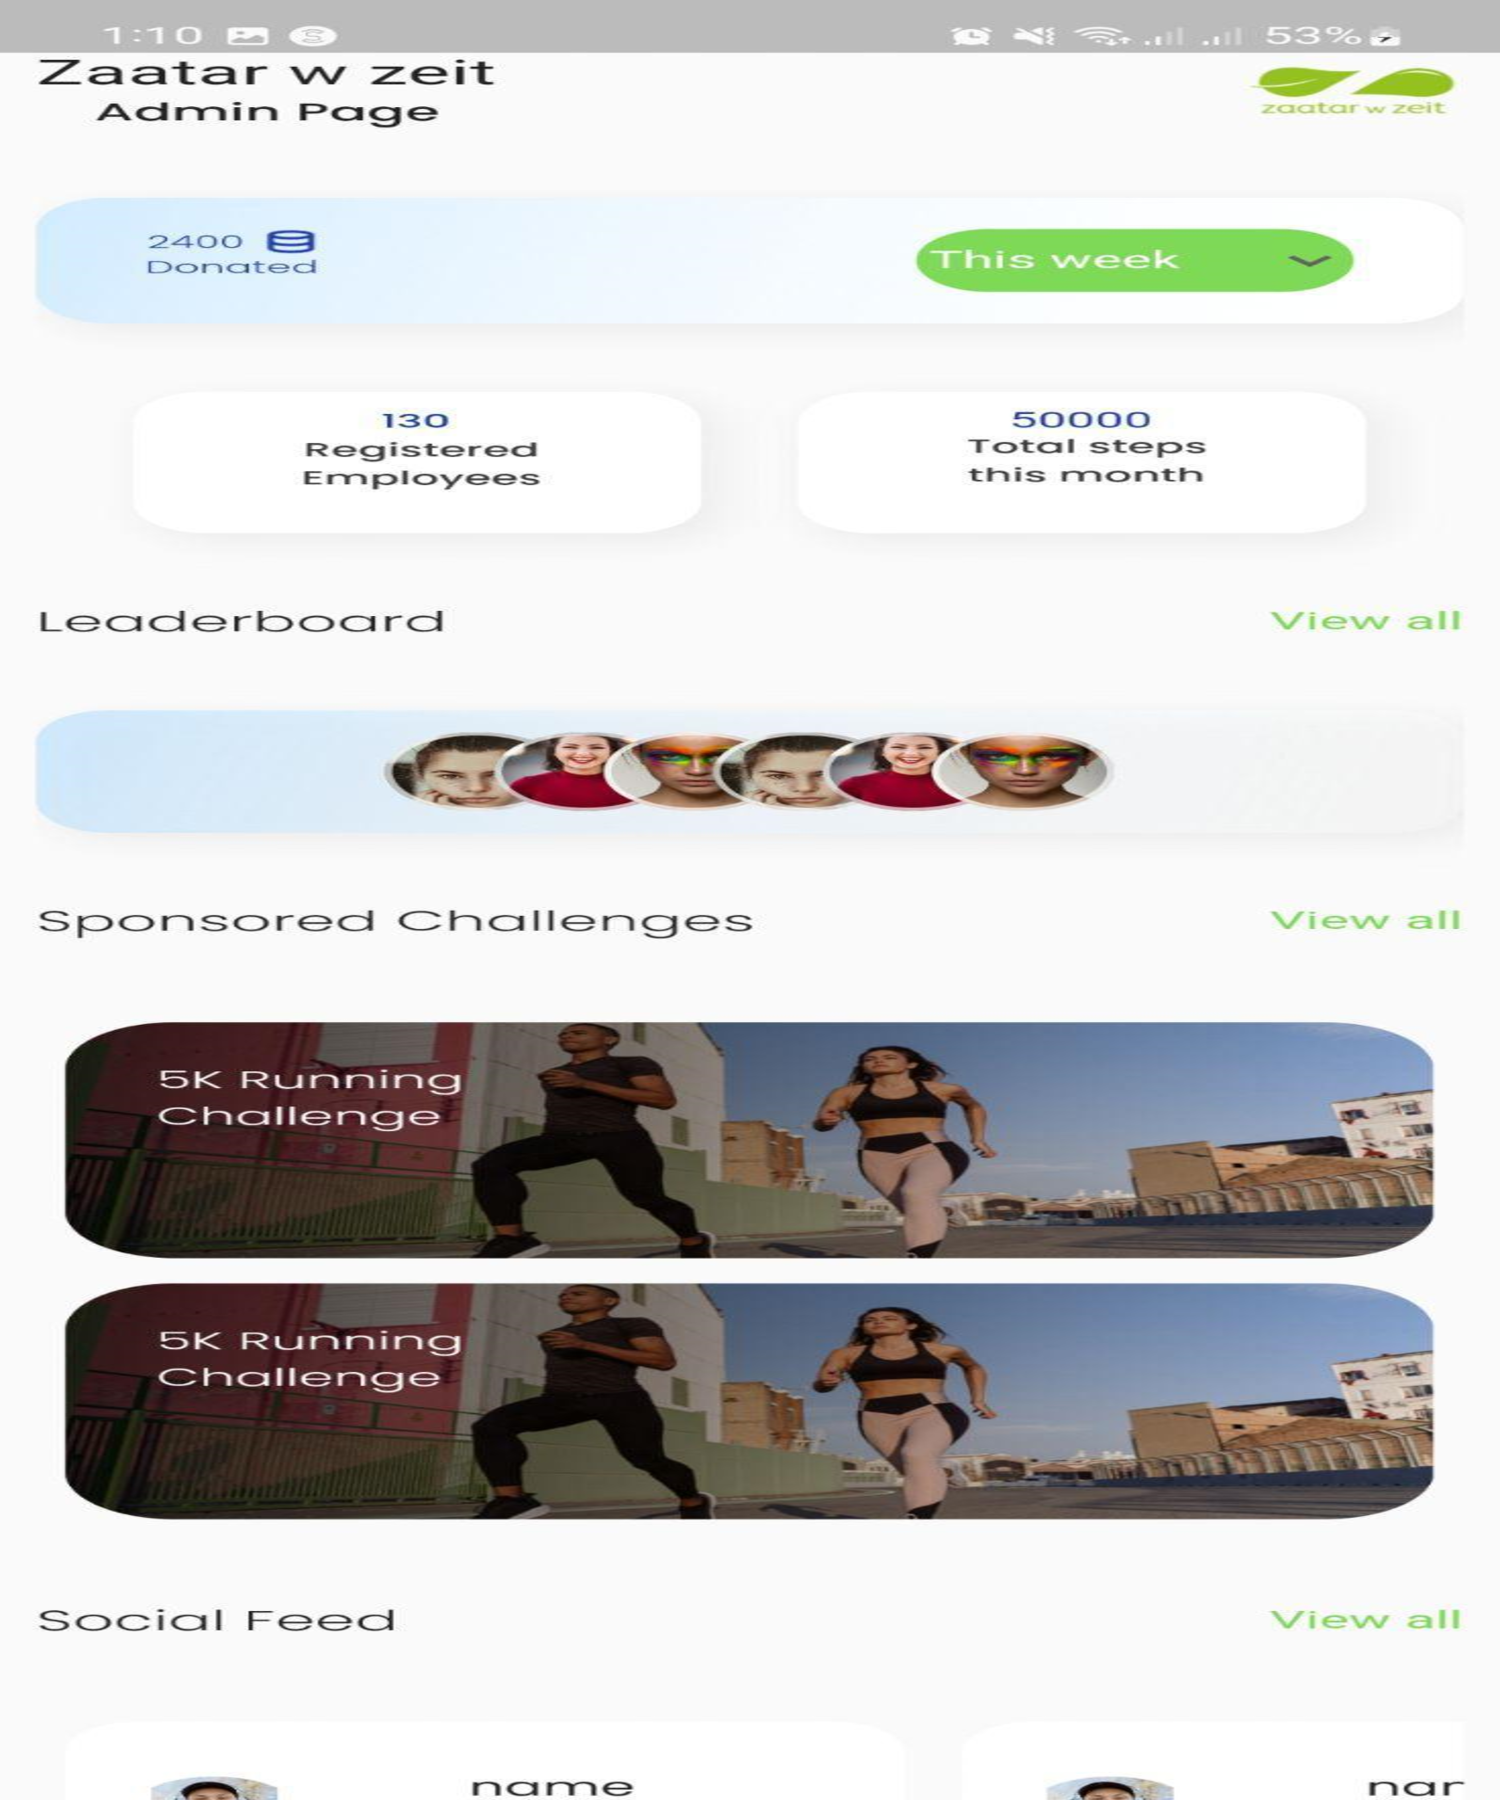 1:10
53%
Zaatar w zeit
Admin Page
zaatar w zeit
2400
Donated
This week
130
Registered
Employees
50000
Total steps
this month
Leaderboard
View all
Sponsored Challenges
View all
5K Running
Challenge
5K Running
Challenge
Social Feed
View all
name
nar